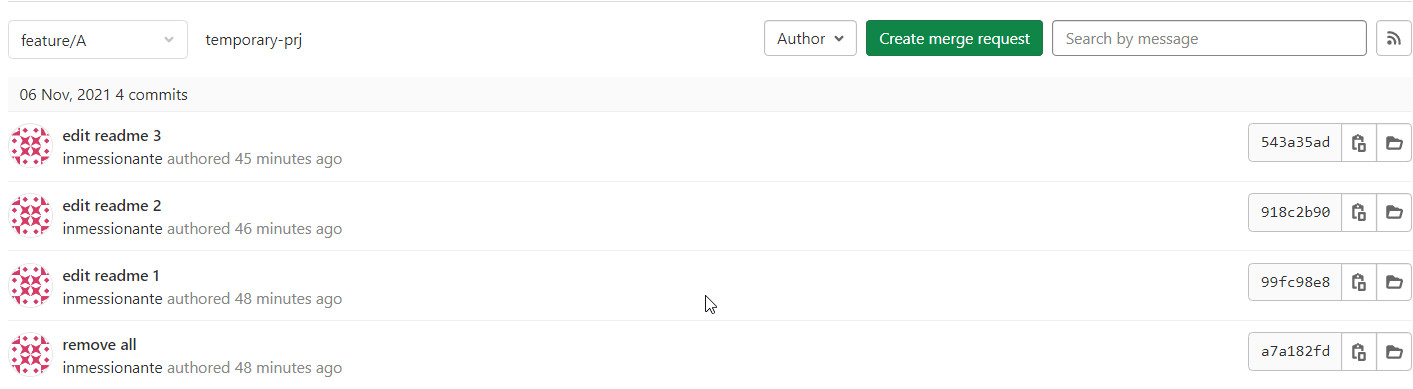 feature/A temporary-prj Author Create merge request Search by message
06 Nov, 2021 4 commits
edit readme 3
inmessionante authored 45 minutes ago 543a35ad
edit readme 2
inmessionante authored 46 minutes ago 918c2b90
edit readme 1
inmessionante authored 48 minutes ago 99fc98e8
remove all
inmessionante authored 48 minutes ago a7a182fd